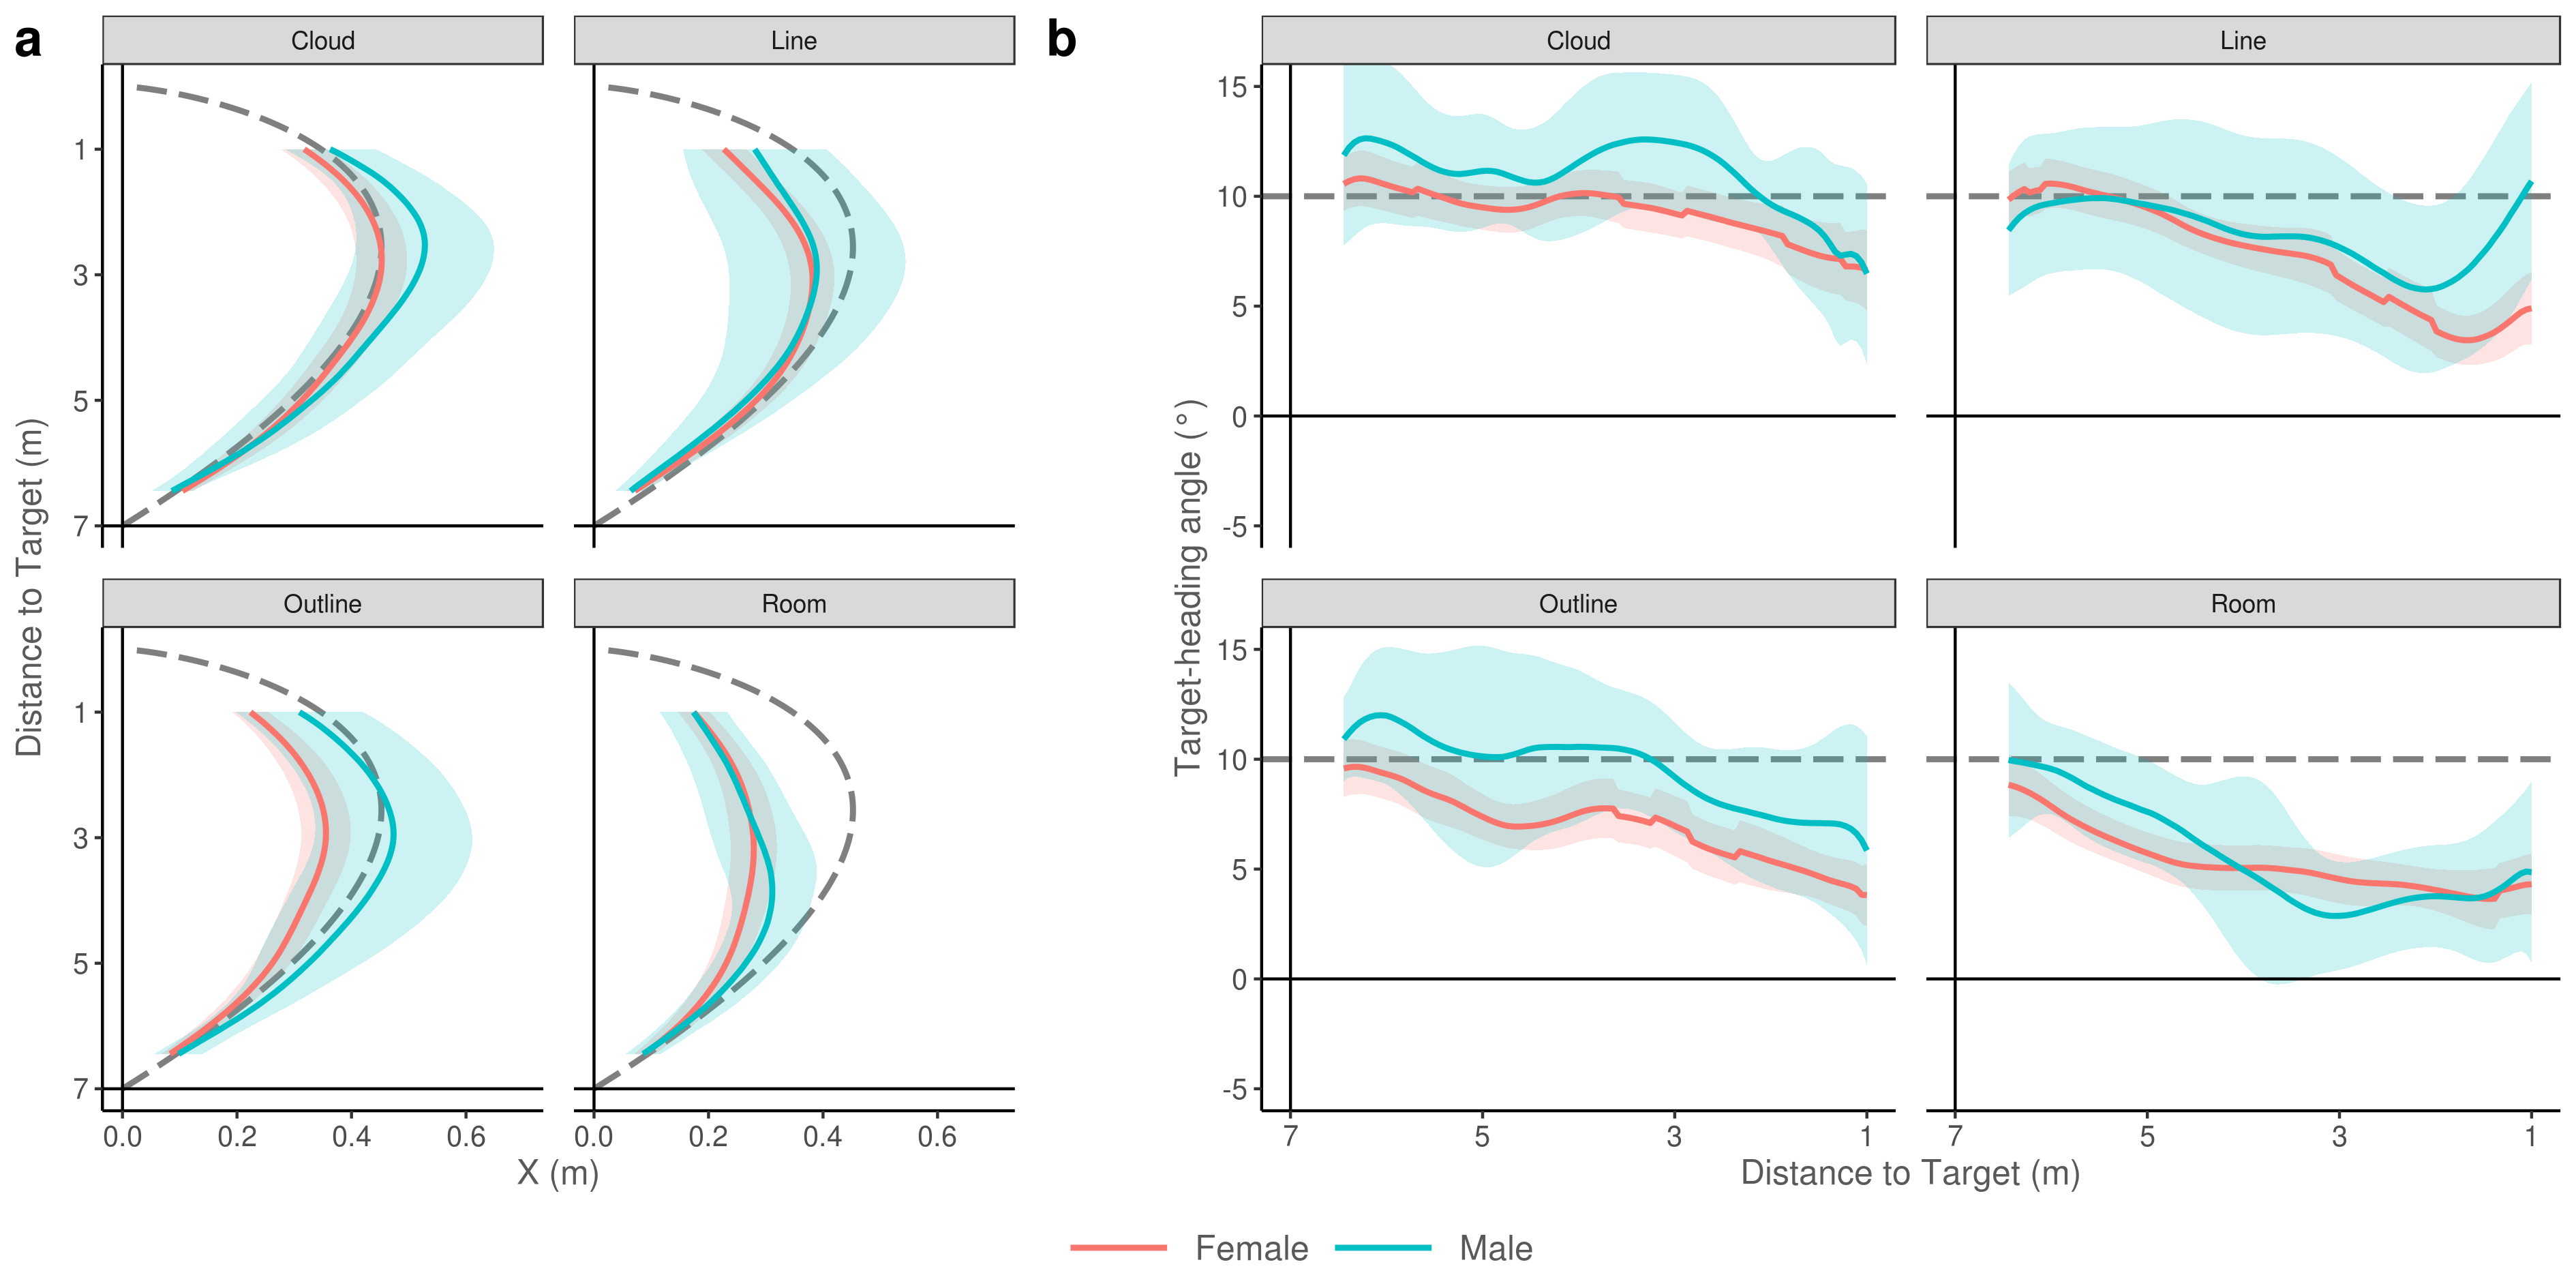 a
Cloud
Line
Distance to Target (m)
1
3
5
7
Outline
Room
1
3
5
7
0.0 0.2 0.4 0.6
0.0 0.2 0.4 0.6
X (m)
b
Cloud
Line
Target-heading angle (°)
15
10
5
0
-5
Outline
Room
15
10
5
0
-5
7 5 3 1
7 5 3 1
Distance to Target (m)
Female Male